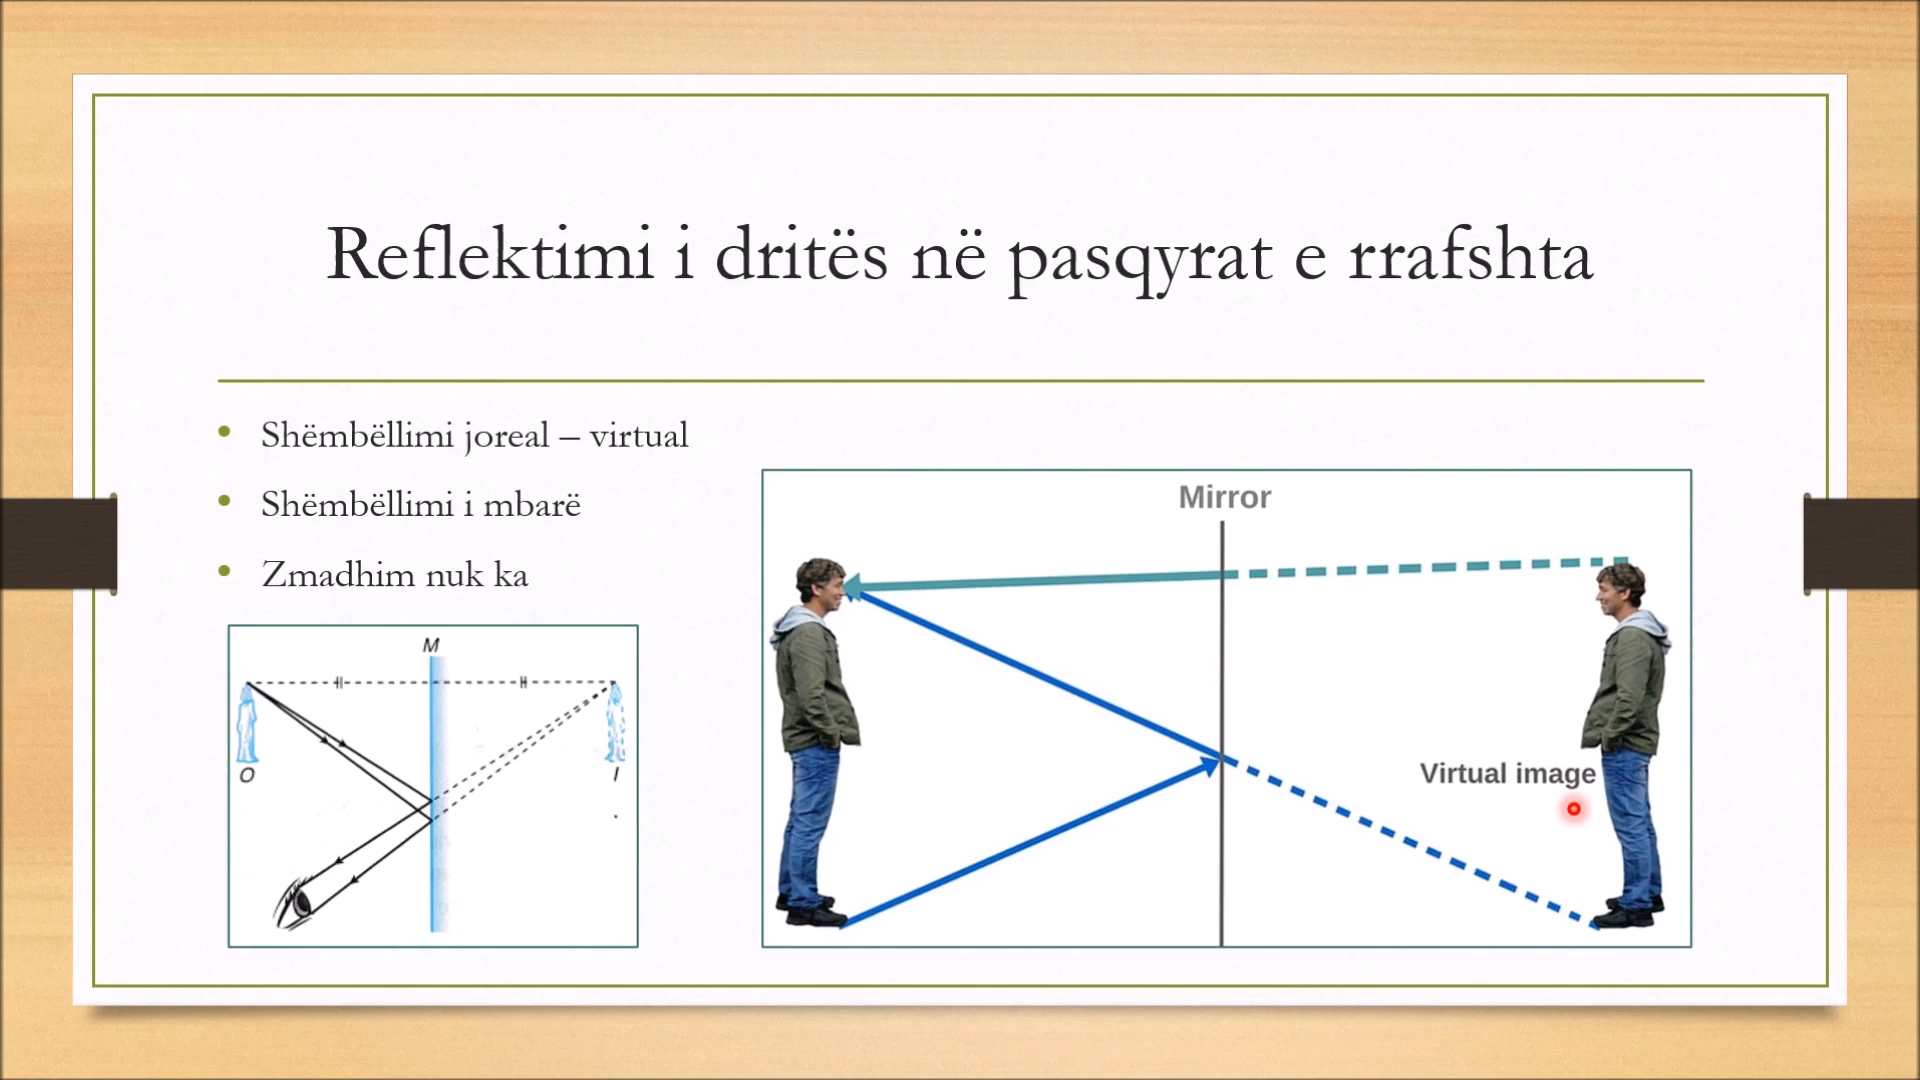 Reflektimi i dritës në pasqyrat e rrafshta
• Shëmbëllimi joreal – virtual
• Shëmbëllimi i mbarë
• Zmadhim nuk ka
M
O
I
Mirror
Virtual image